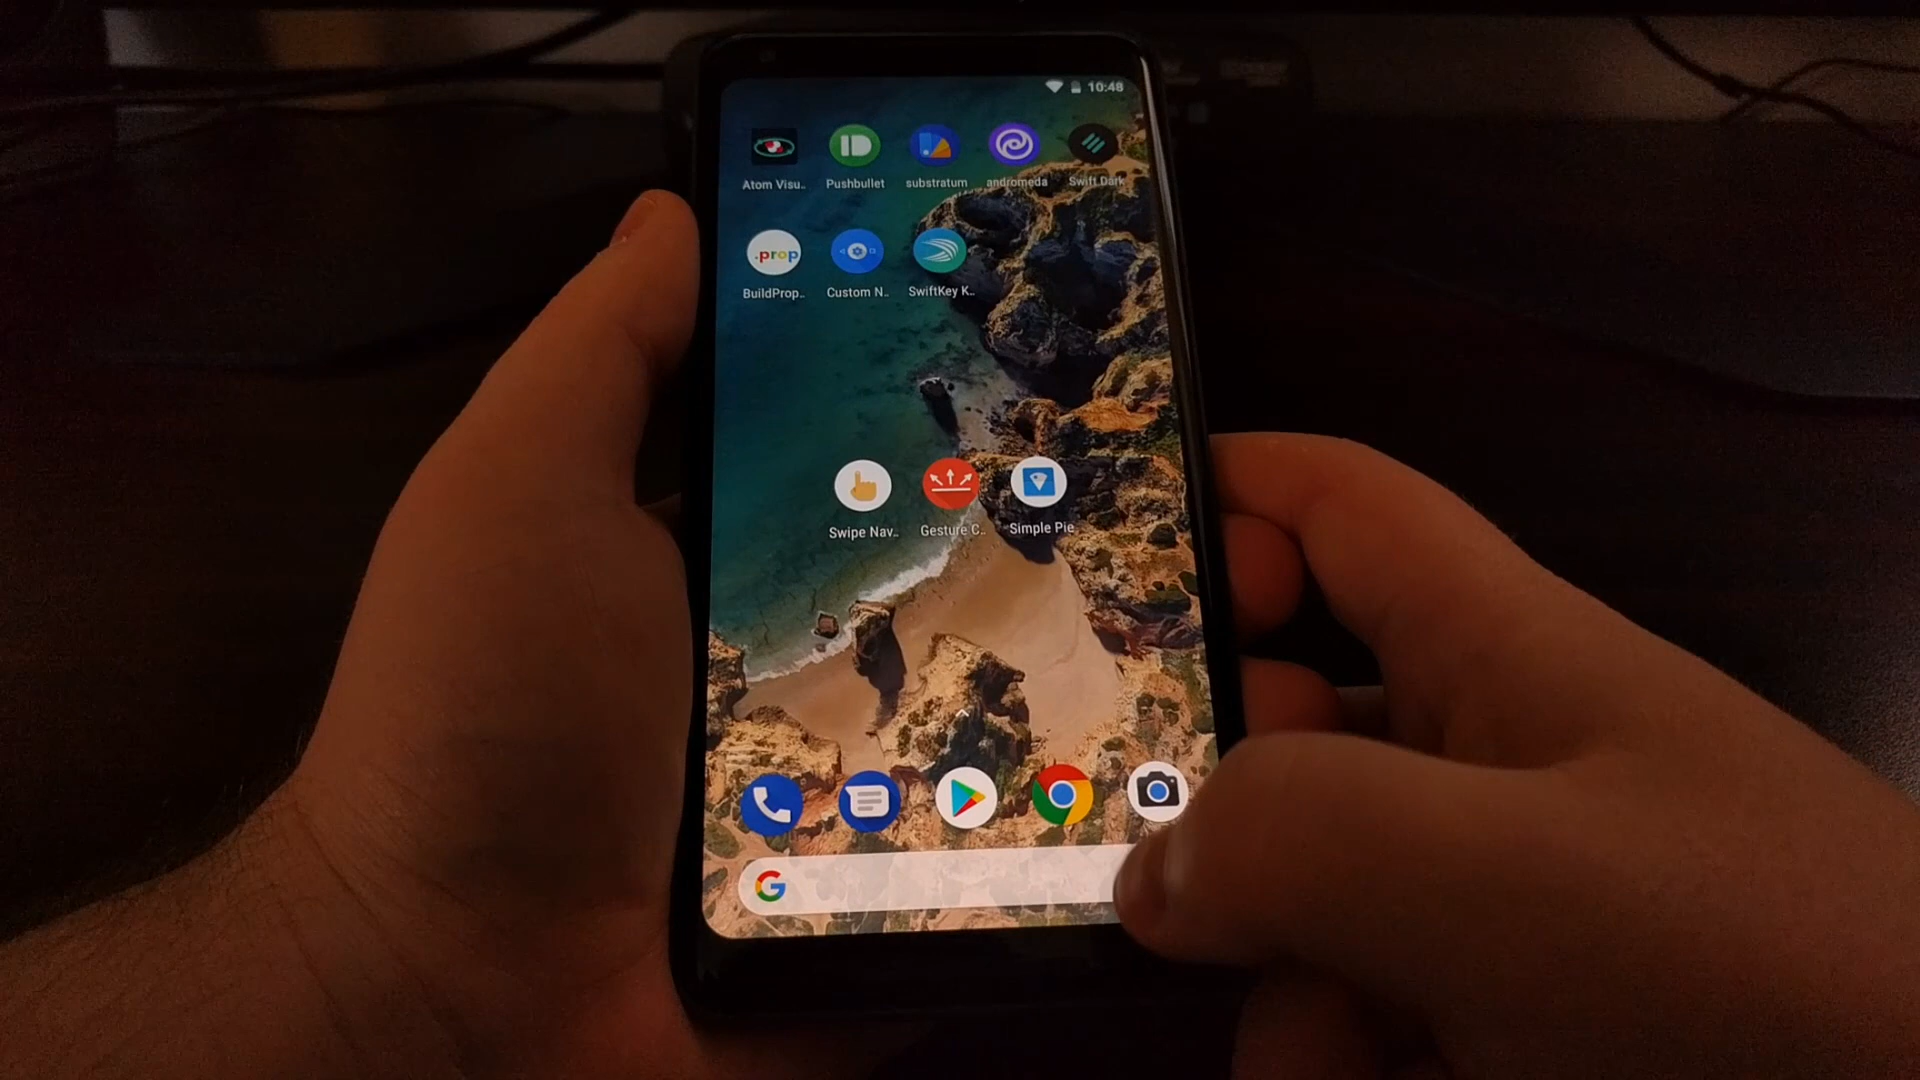 10:48
Atom Visu.. Pushbullet substratum andromeda Swift Dark
.prop
BuildProp.. Custom N.. SwiftKey K..
Swipe Nav.. Gesture C.. Simple Pie
G